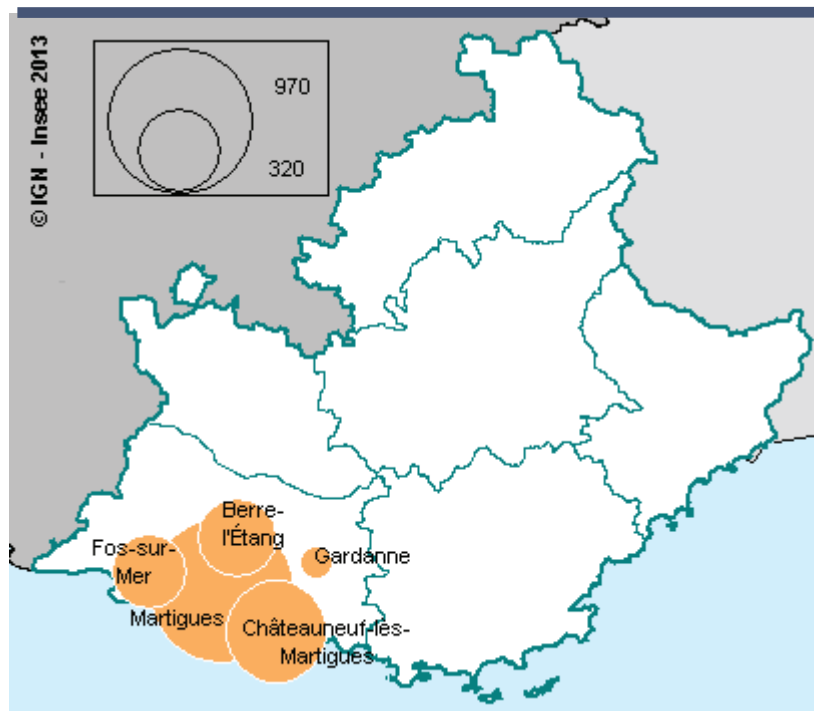 © IGN - Insee 2013
970
320
Berre-
l'Étang
Fos-sur-
Mer
Gardanne
Martigues
Châteauneuf-les-
Martigues